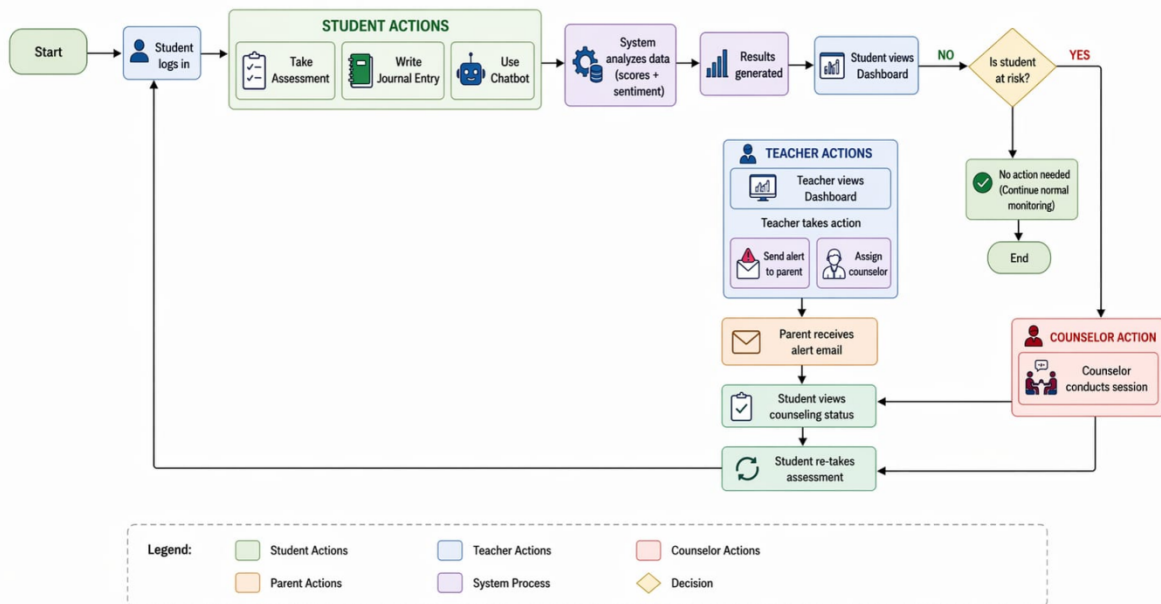 Start
Student
logs in
STUDENT ACTIONS
Take
Assessment
Write
Journal Entry
Use
Chatbot
System
analyzes data
(scores +
sentiment)
Results
generated
Student views
Dashboard
NO
Is student
at risk?
YES
TEACHER ACTIONS
Teacher views
Dashboard
Teacher takes action
Send alert
to parent
Assign
counselor
No action needed
(Continue normal
monitoring)
End
Parent receives
alert email
COUNSELOR ACTION
Counselor
conducts session
Student views
counseling status
Student re-takes
assessment
Legend:
Student Actions
Teacher Actions
Counselor Actions
Parent Actions
System Process
Decision